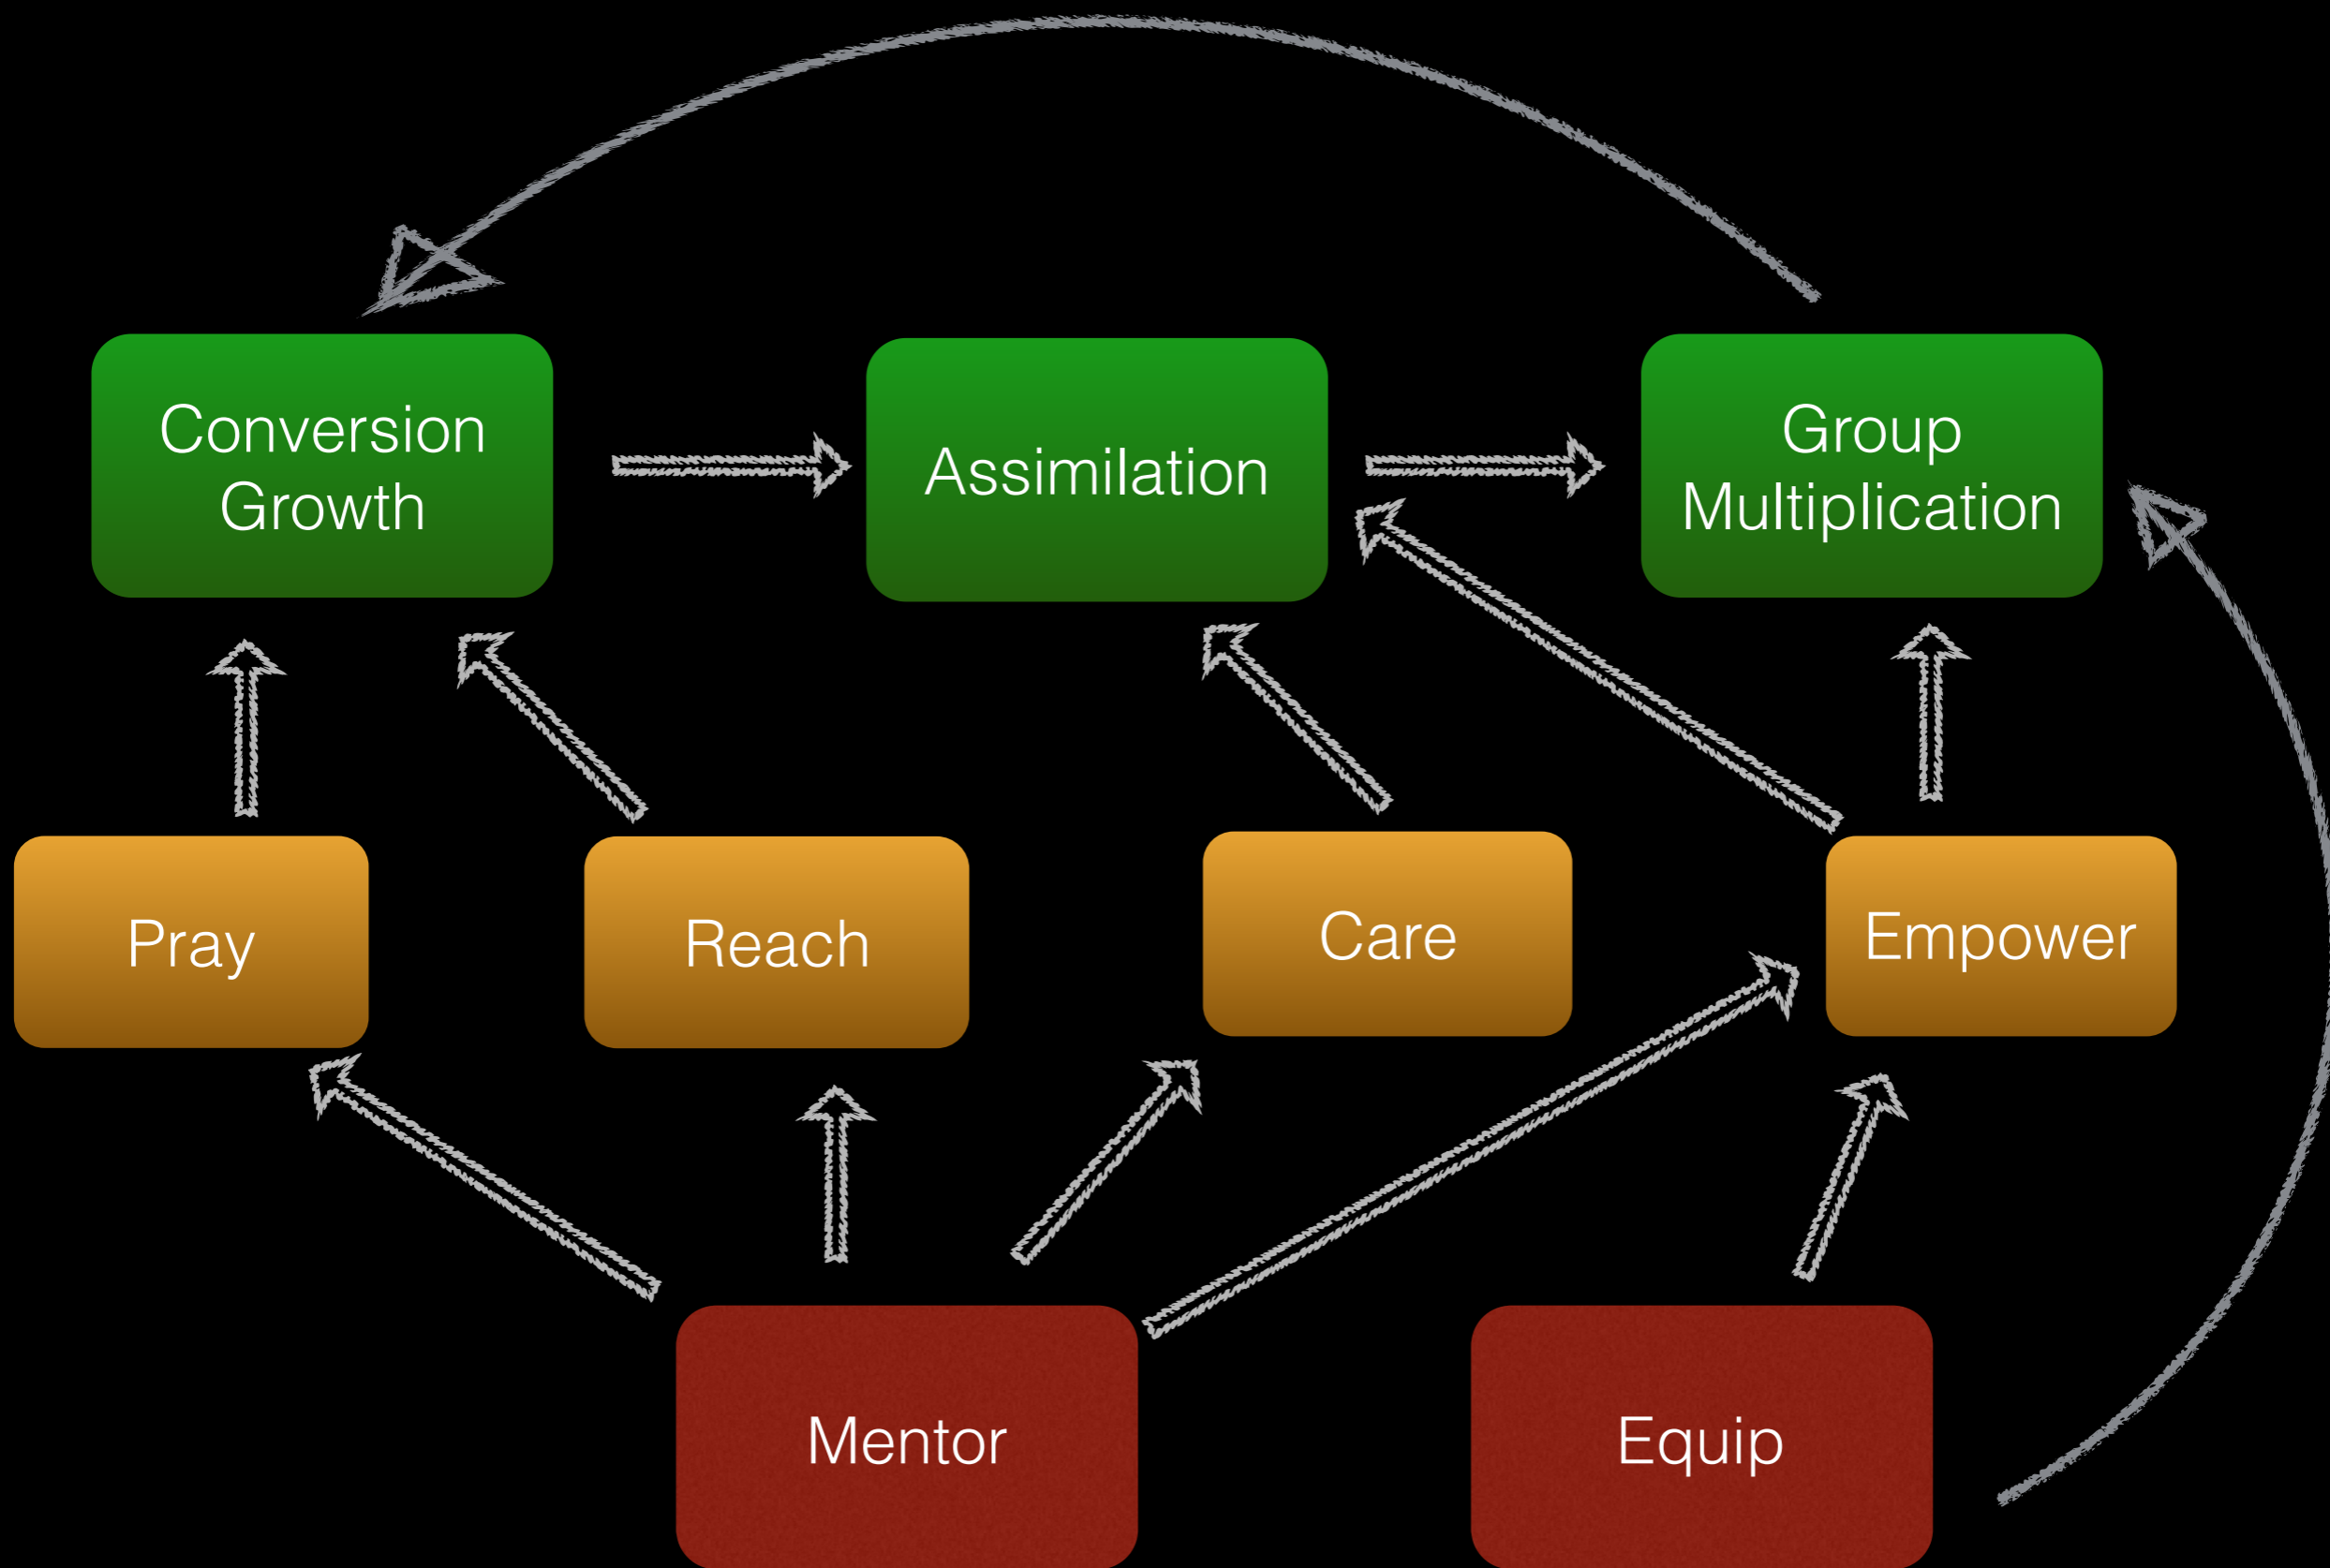 Conversion
Growth
Assimilation
Group
Multiplication
Pray
Reach
Care
Empower
Mentor
Equip